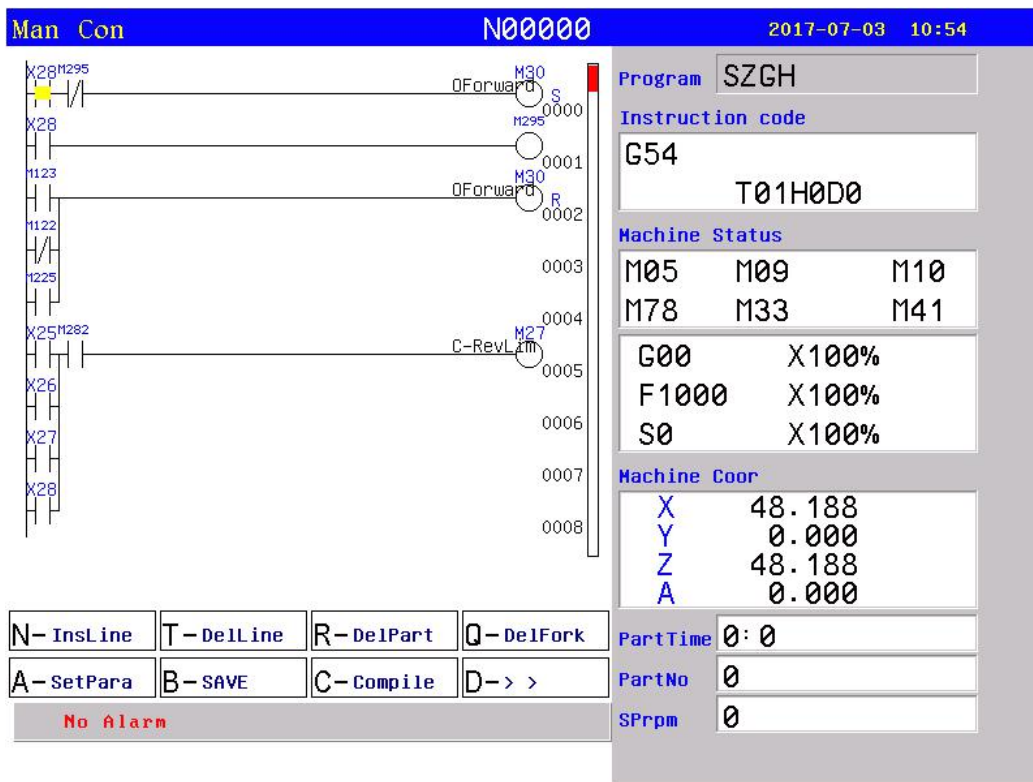 Man Con N00000 2017-07-03 10:54
X28 M295 OForward M30 S
0000
X28 M295
0001
M123 OForward M30 R
0002
M122
0003
M225
0004
X25 M282 C-RevLim M27
0005
X26
0006
X27
0007
X28
0008
N- InsLine T- DelLine R- DelPart Q- DelFork
A- SetPara B- SAVE C- Compile D-> >
No Alarm
Program SZGH
Instruction code
G54
T01H0D0
Machine Status
M05 M09 M10
M78 M33 M41
G00 X100%
F1000 X100%
S0 X100%
Machine Coor
X 48.188
Y 0.000
Z 48.188
A 0.000
PartTime 0: 0
PartNo 0
SPrpm 0